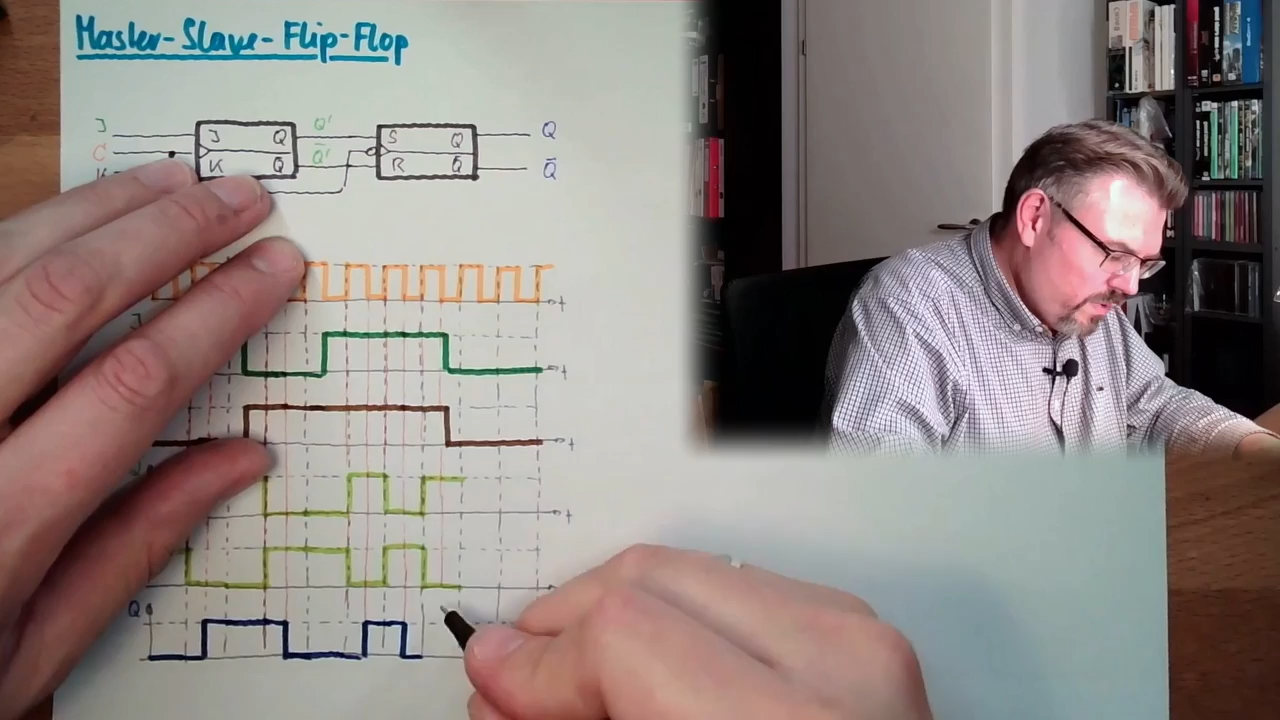 Master-Slave-Flip-Flop
J J Q Q' S Q Q
C
K Q̅ Q̅' R Q̅ Q̅
t
t
t
t
Q